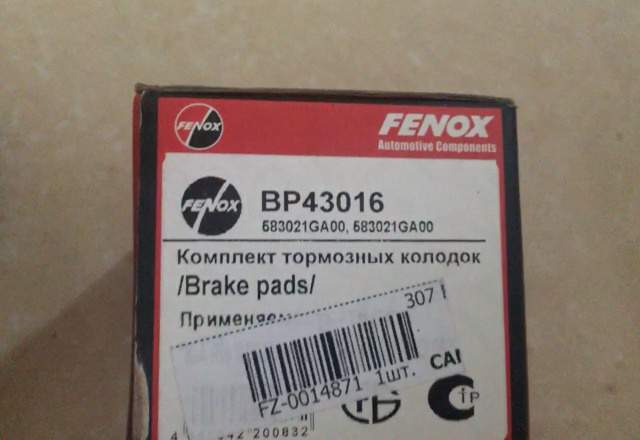 FENOX
FENOX
Automotive Components
FENOX
BP43016
583021GA00, 583021GA00
Комплект тормозных колодок
/Brake pads/
307
FZ-0014871 1шт.
200832